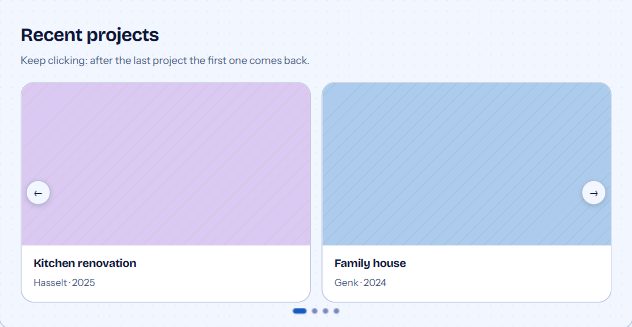 Recent projects
Keep clicking: after the last project the first one comes back.
←
→
Kitchen renovation
Hasselt · 2025
Family house
Genk · 2024